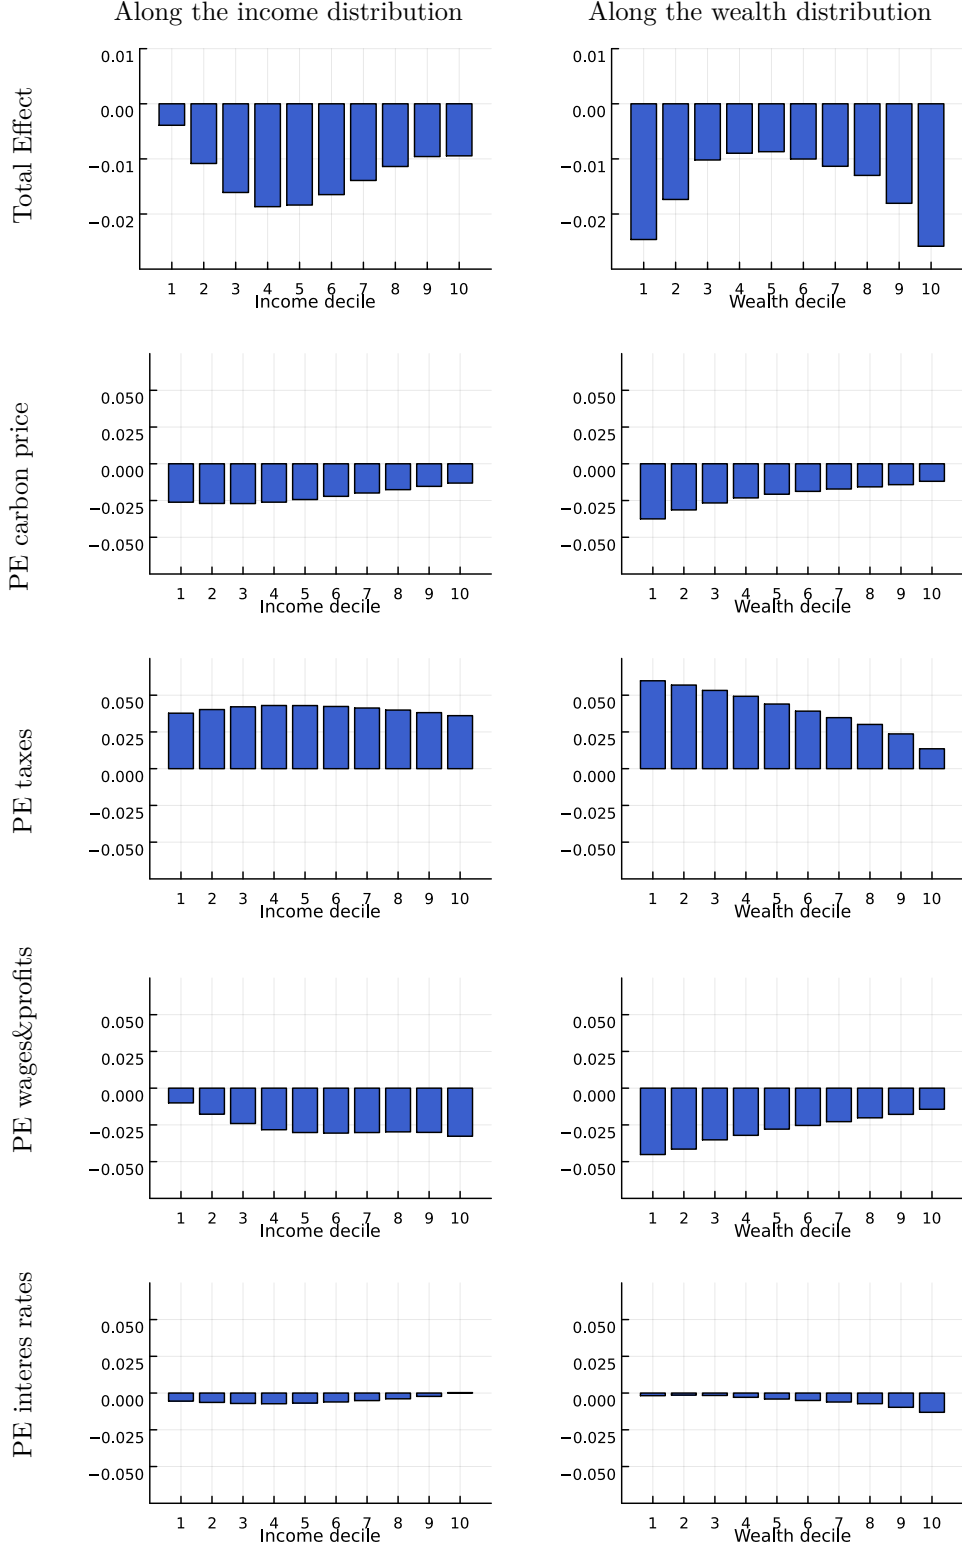 Along the income distribution
Along the wealth distribution
Total Effect
0.01
0.00
−0.01
−0.02
1 2 3 4 5 6 7 8 9 10
Income decile
0.01
0.00
−0.01
−0.02
1 2 3 4 5 6 7 8 9 10
Wealth decile
PE carbon price
0.050
0.025
0.000
−0.025
−0.050
1 2 3 4 5 6 7 8 9 10
Income decile
0.050
0.025
0.000
−0.025
−0.050
1 2 3 4 5 6 7 8 9 10
Wealth decile
PE taxes
0.050
0.025
0.000
−0.025
−0.050
1 2 3 4 5 6 7 8 9 10
Income decile
0.050
0.025
0.000
−0.025
−0.050
1 2 3 4 5 6 7 8 9 10
Wealth decile
PE wages&profits
0.050
0.025
0.000
−0.025
−0.050
1 2 3 4 5 6 7 8 9 10
Income decile
0.050
0.025
0.000
−0.025
−0.050
1 2 3 4 5 6 7 8 9 10
Wealth decile
PE interes rates
0.050
0.025
0.000
−0.025
−0.050
1 2 3 4 5 6 7 8 9 10
Income decile
0.050
0.025
0.000
−0.025
−0.050
1 2 3 4 5 6 7 8 9 10
Wealth decile